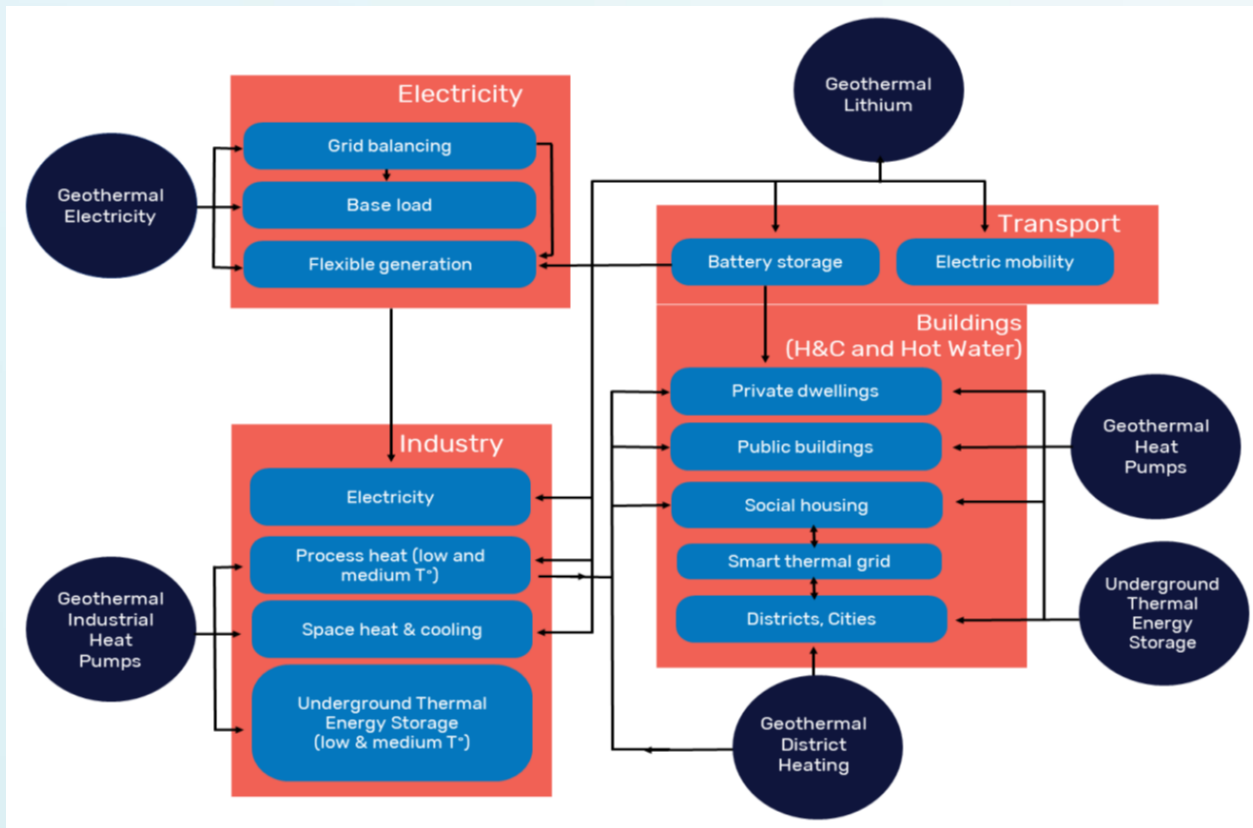 Geothermal
Lithium
Electricity
Grid balancing
Base load
Flexible generation
Geothermal
Electricity
Transport
Battery storage
Electric mobility
Buildings
(H&C and Hot Water)
Private dwellings
Public buildings
Social housing
Smart thermal grid
Districts, Cities
Geothermal
Heat
Pumps
Underground
Thermal
Energy
Storage
Industry
Electricity
Process heat (low and
medium T°)
Space heat & cooling
Underground Thermal
Energy Storage
(low & medium T°)
Geothermal
Industrial
Heat
Pumps
Geothermal
District
Heating